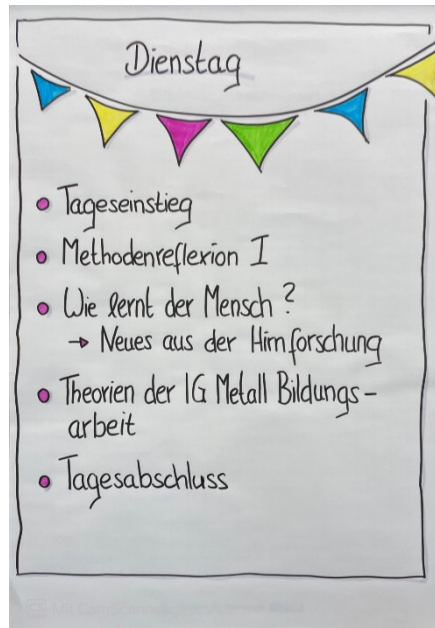 Dienstag
Tageseinstieg
Methodenreflexion I
Wie lernt der Mensch?
→ Neues aus der Hirnforschung
Theorien der IG Metall Bildungs-
arbeit
Tagesabschluss